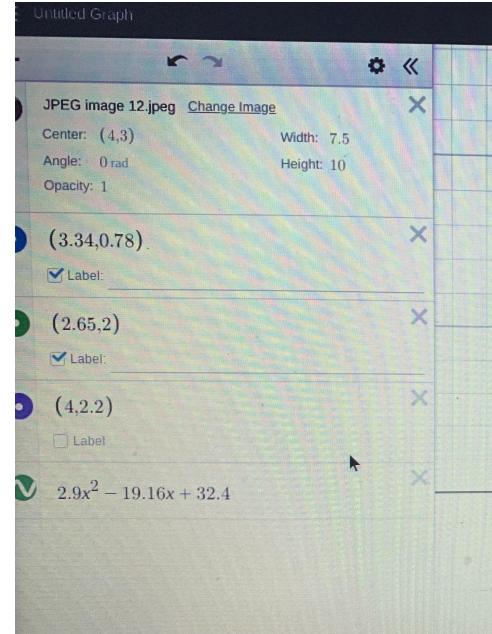 Untitled Graph
JPEG image 12.jpeg Change Image
Center: (4,3) Width: 7.5
Angle: 0 rad Height: 10
Opacity: 1
(3.34,0.78)
Label:
(2.65,2)
Label:
(4,2.2)
Label
2.9x² − 19.16x + 32.4